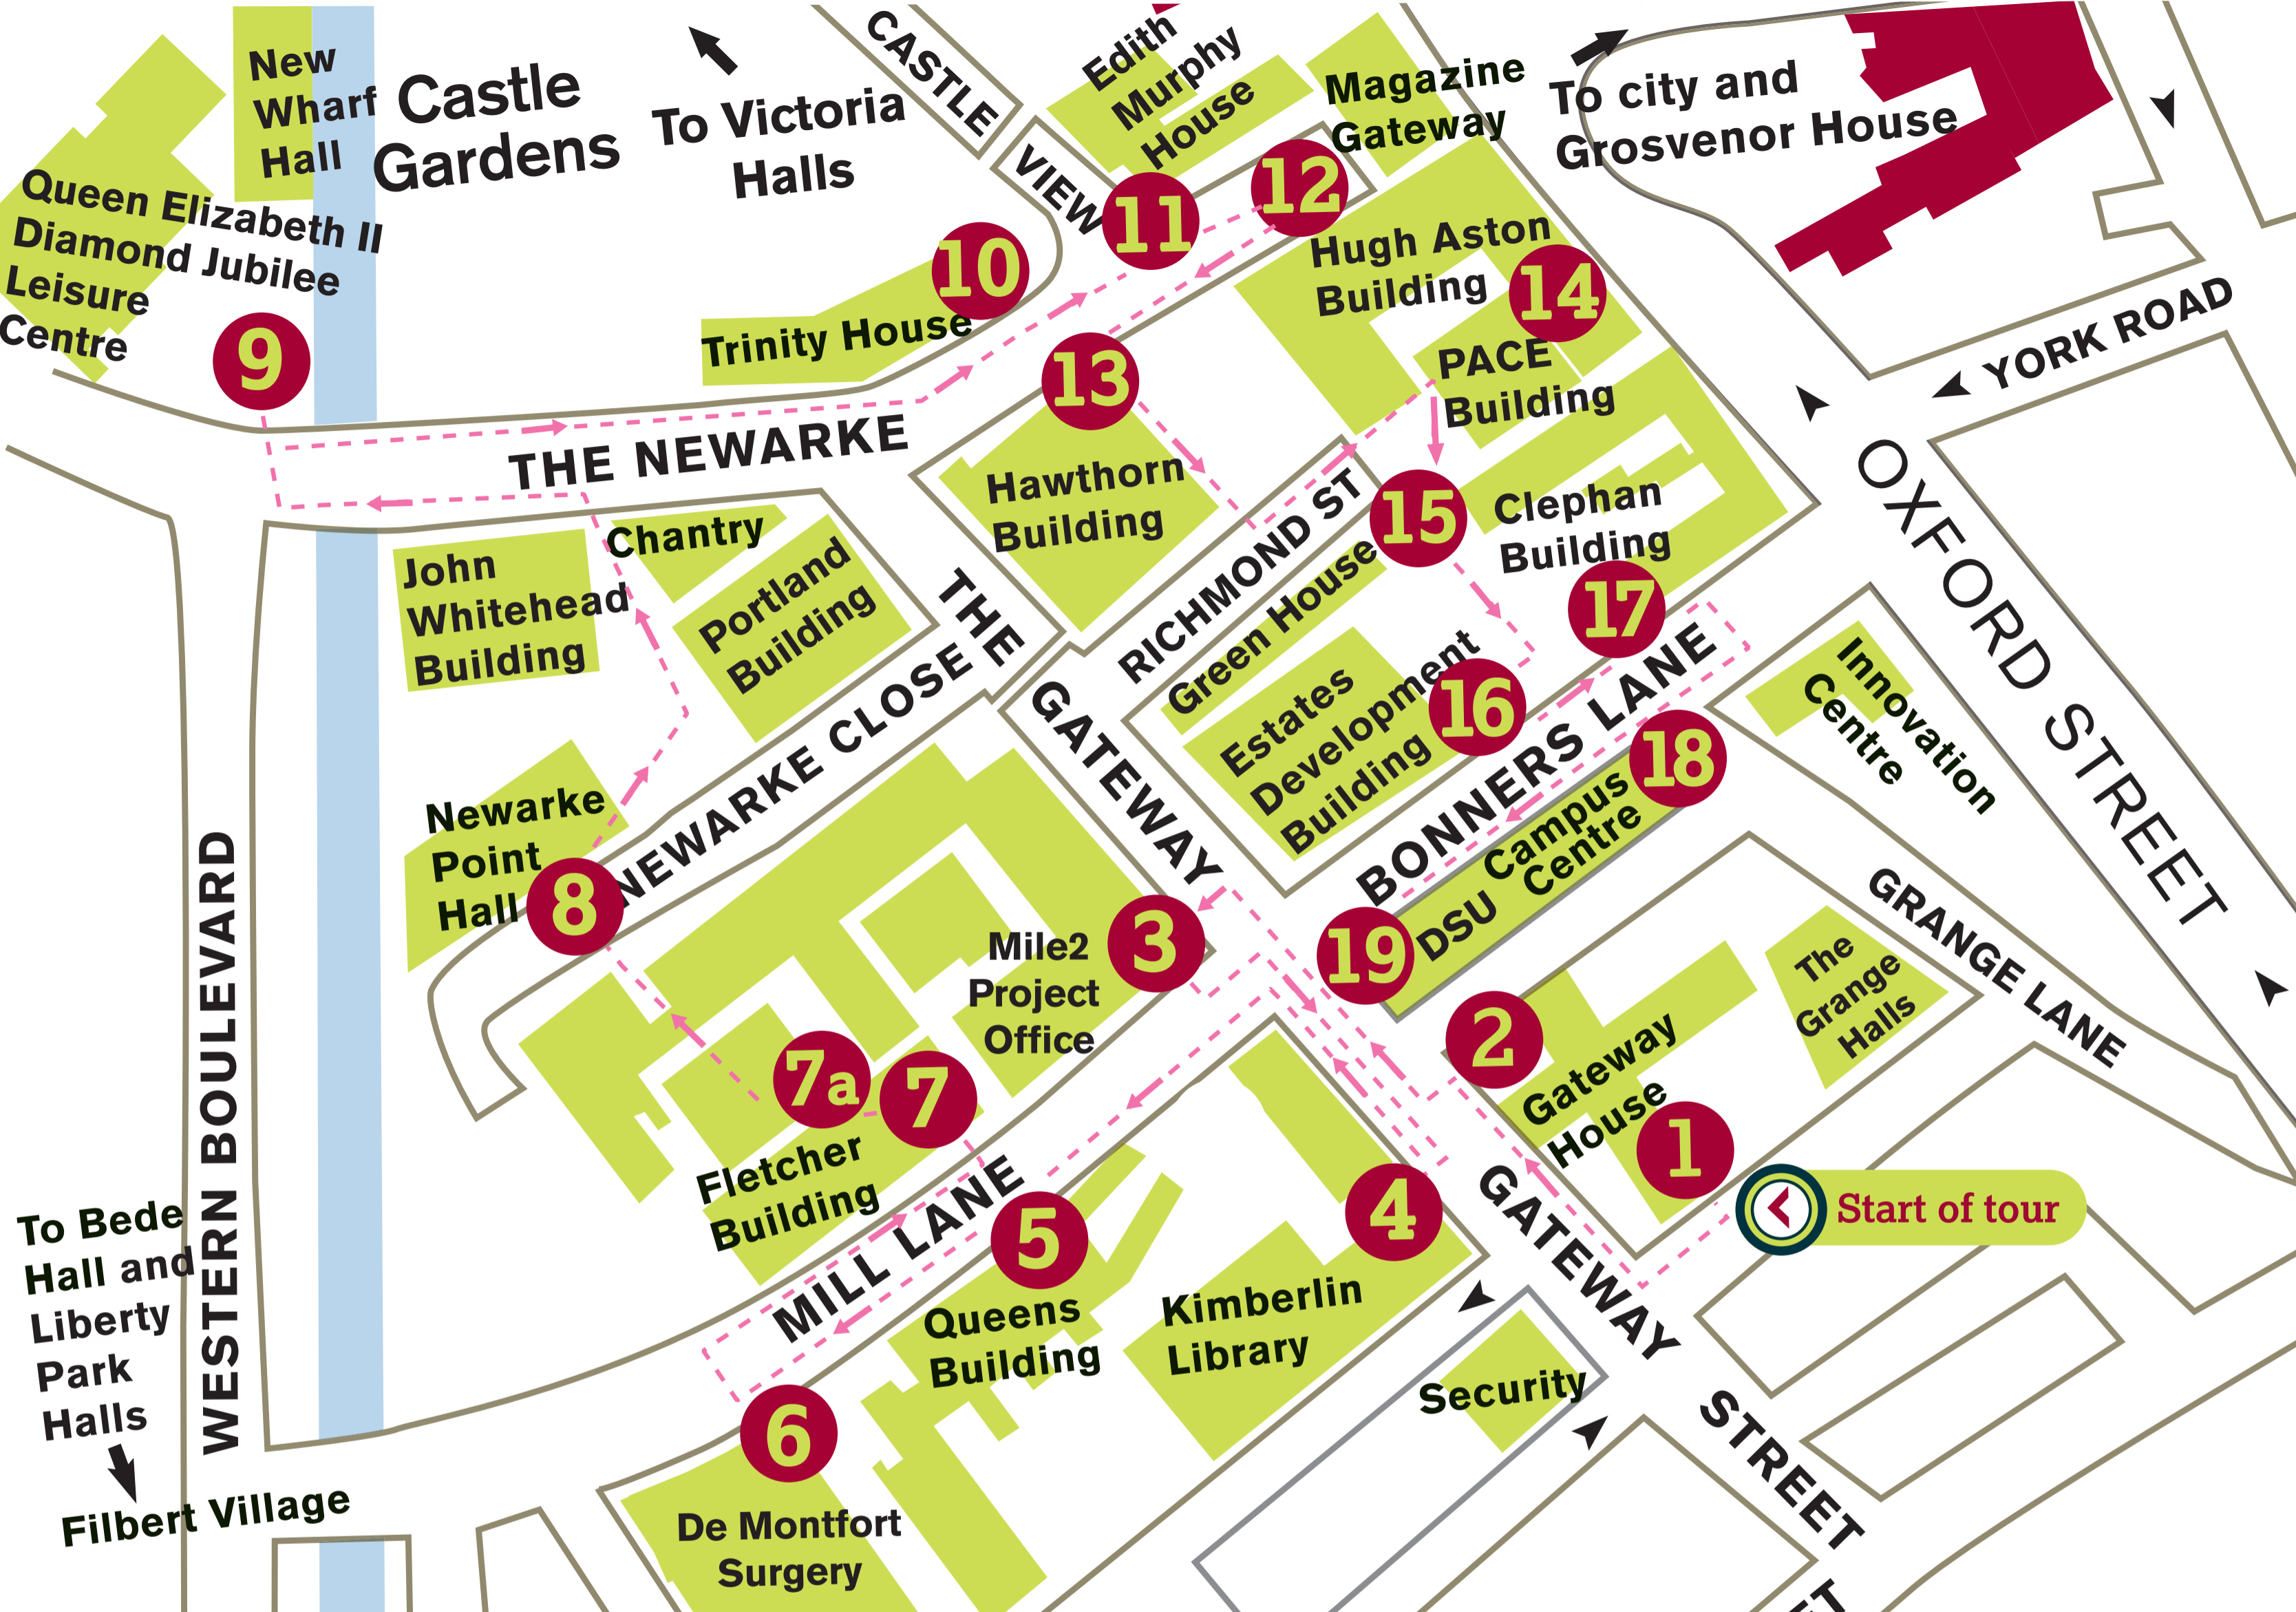 New
Wharf
Hall
Castle
Gardens
To Victoria
Halls
CASTLE
VIEW
Edith
Murphy
House
Magazine
Gateway
To city and
Grosvenor House
Queen Elizabeth II
Diamond Jubilee
Leisure
Centre
9
10
11
12
Trinity House
Hugh Aston
Building
14
PACE
Building
YORK ROAD
13
THE NEWARKE
Hawthorn
Building
RICHMOND ST
15
Clephan
Building
OXFORD STREET
Chantry
John
Whitehead
Building
Portland
Building
THE
GATEWAY
Green House
Estates
Development
Building
16
17
BONNERS LANE
Innovation
Centre
18
NEWARKE CLOSE
Newarke
Point
Hall
8
DSU Campus
Centre
19
GRANGE LANE
WESTERN BOULEVARD
Mile2
Project
Office
3
2
Gateway
House
1
The
Grange
Halls
7a
7
Fletcher
Building
MILL LANE
5
4
GATEWAY
STREET
Start of tour
To Bede
Hall and
Liberty
Park
Halls
Filbert Village
Queens
Building
Kimberlin
Library
Security
6
De Montfort
Surgery